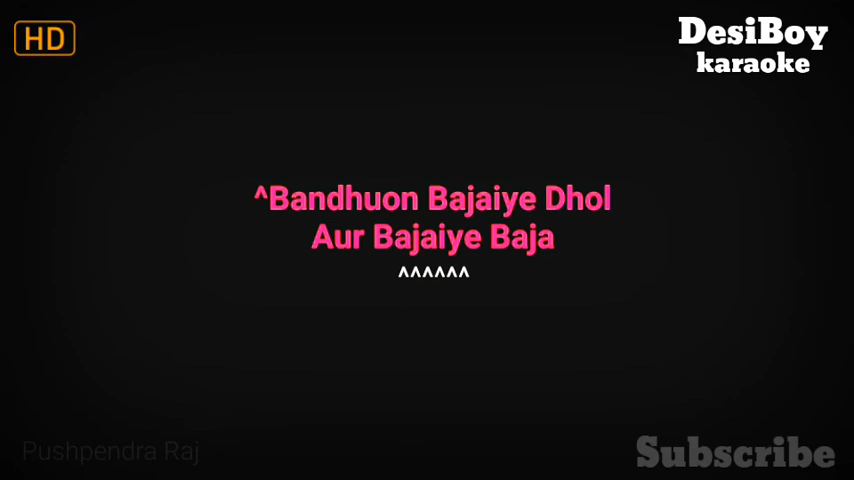 HD
DesiBoy
karaoke
^Bandhuon Bajaiye Dhol
Aur Bajaiye Baja
^^^^^^
Pushpendra Raj
Subscribe